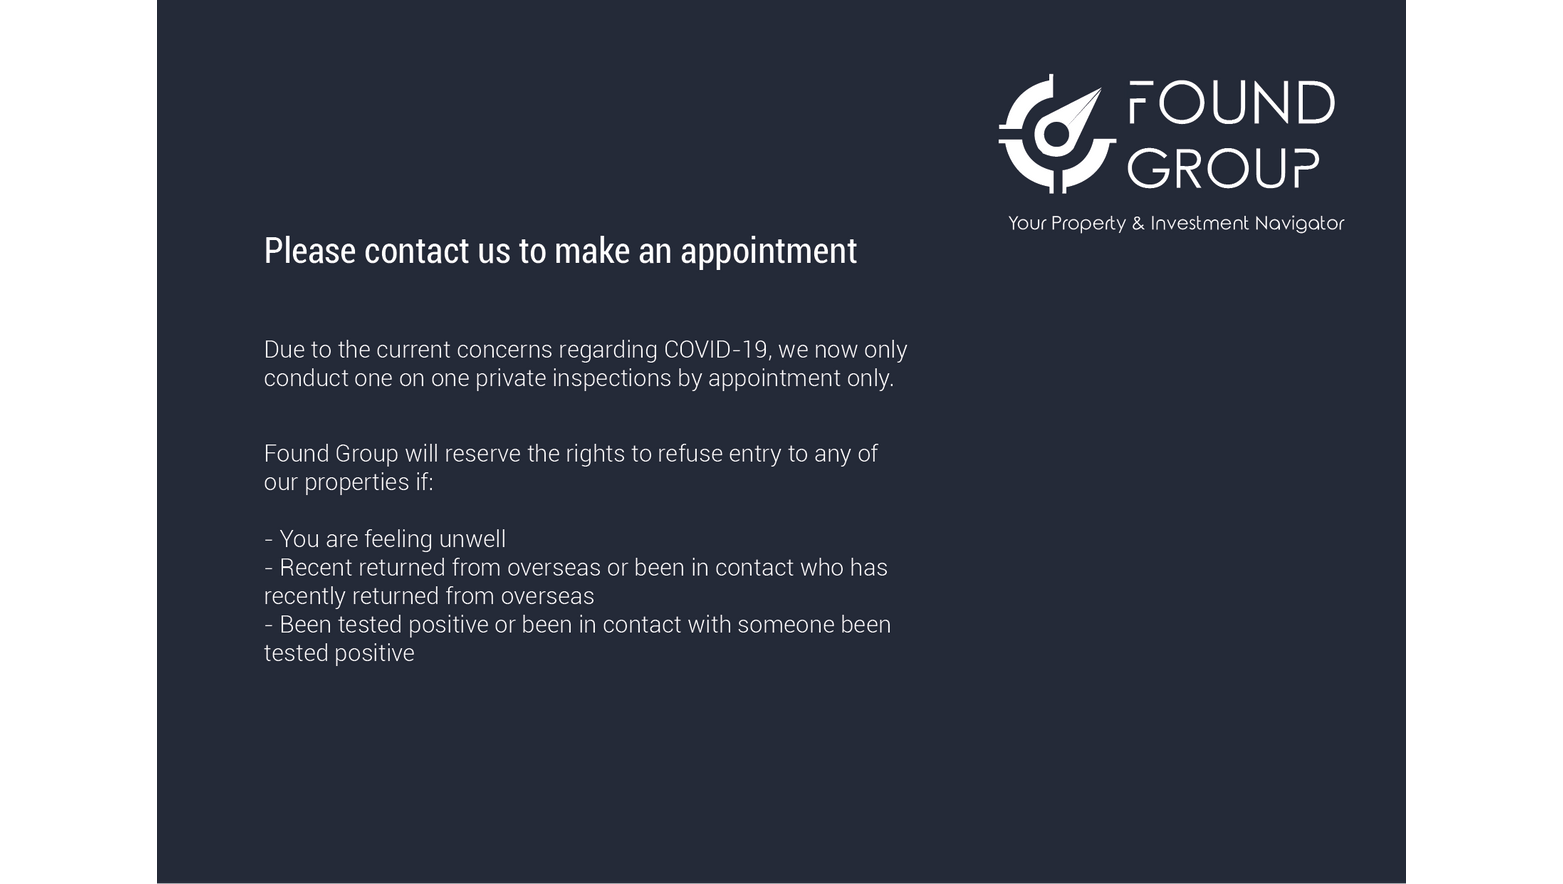 FOUND
GROUP
Your Property & Investment Navigator
Please contact us to make an appointment
Due to the current concerns regarding COVID-19, we now only
conduct one on one private inspections by appointment only.
Found Group will reserve the rights to refuse entry to any of
our properties if:
- You are feeling unwell
- Recent returned from overseas or been in contact who has
recently returned from overseas
- Been tested positive or been in contact with someone been
tested positive